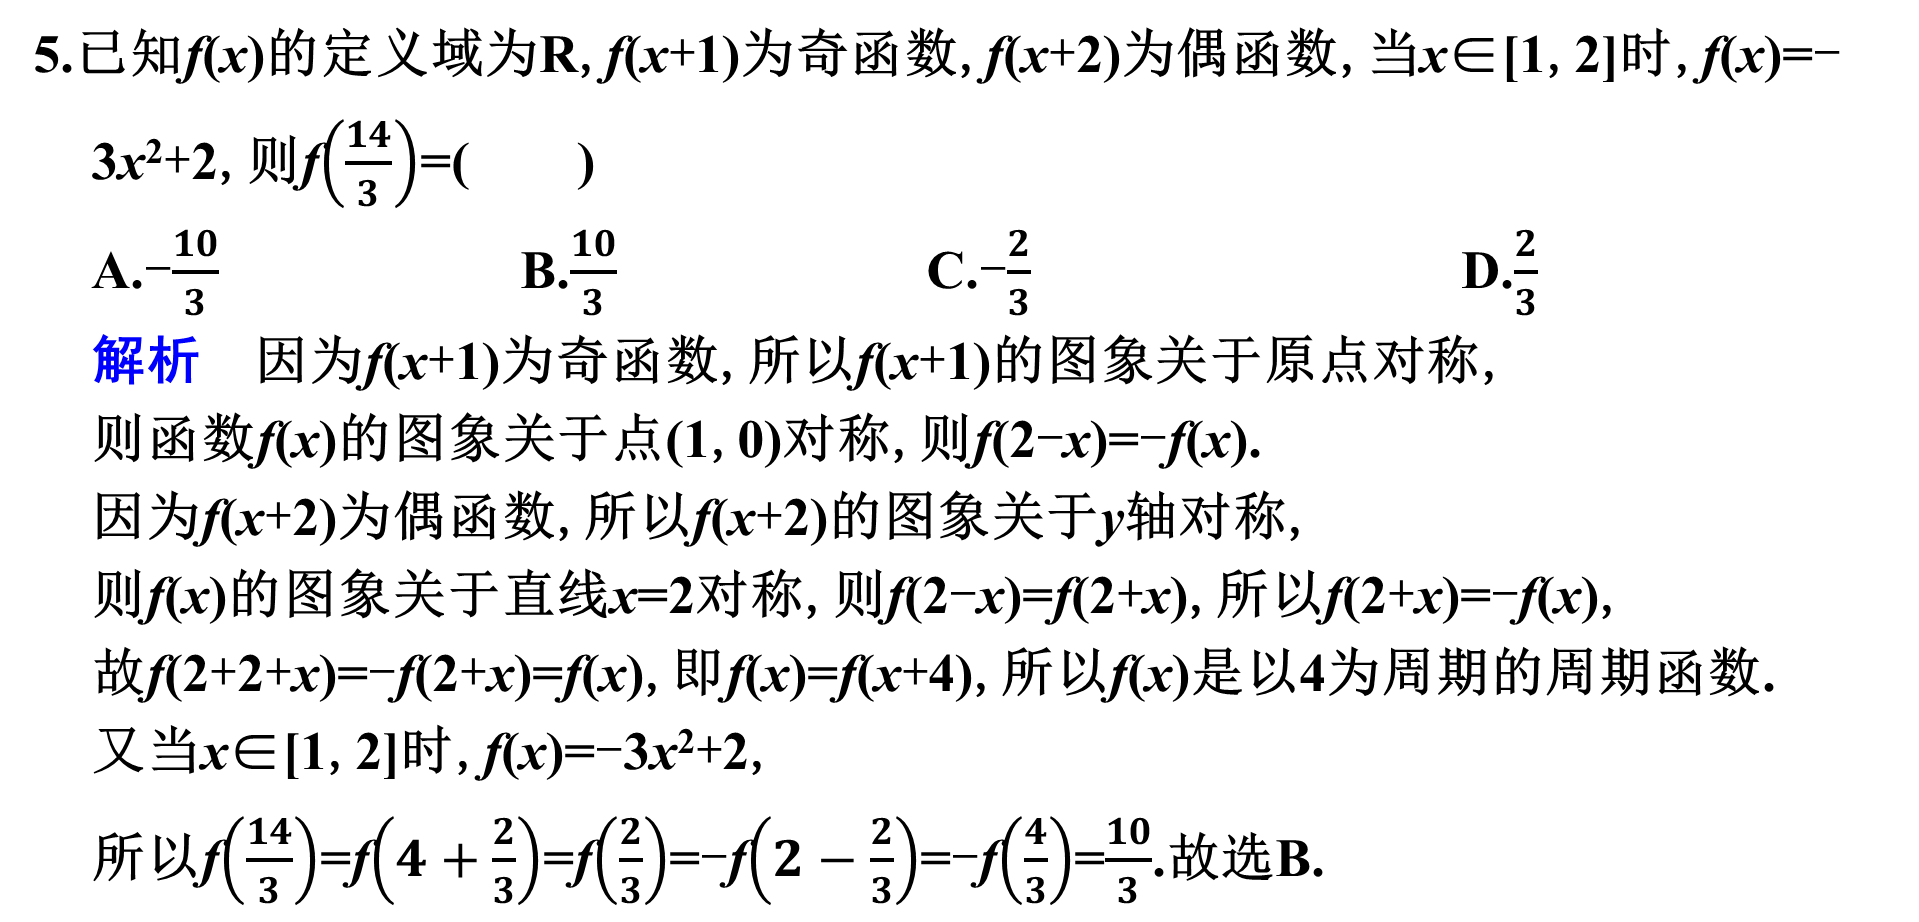 5.已知f(x)的定义域为R, f(x+1)为奇函数, f(x+2)为偶函数, 当x∈[1, 2]时, f(x)=−
3x²+2, 则f(14/3)=(  )
A.−10/3 B.10/3 C.−2/3 D.2/3
解析 因为f(x+1)为奇函数, 所以f(x+1)的图象关于原点对称,
则函数f(x)的图象关于点(1, 0)对称, 则f(2−x)=−f(x).
因为f(x+2)为偶函数, 所以f(x+2)的图象关于y轴对称,
则f(x)的图象关于直线x=2对称, 则f(2−x)=f(2+x), 所以f(2+x)=−f(x),
故f(2+2+x)=−f(2+x)=f(x), 即f(x)=f(x+4), 所以f(x)是以4为周期的周期函数.
又当x∈[1, 2]时, f(x)=−3x²+2,
所以f(14/3)=f(4 + 2/3)=f(2/3)=−f(2 − 2/3)=−f(4/3)=10/3.故选B.